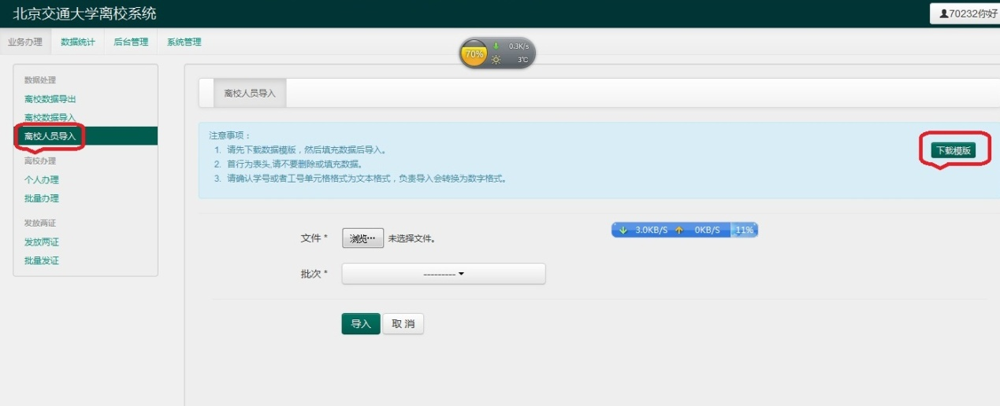 北京交通大学离校系统
70232你好
业务办理 数据统计 后台管理 系统管理
70% 0.3K/s
3℃
数据处理
离校数据导出
离校数据导入
离校人员导入
离校办理
个人办理
批量办理
发放两证
发放两证
批量发证
离校人员导入
注意事项：
1. 请先下载数据模版，然后填充数据后导入。
2. 首行为表头,请不要删除或填充数据。
3. 请确认学号或者工号单元格格式为文本格式，负责导入会转换为数字格式。
下载模版
文件 * 浏览… 未选择文件。
3.0KB/S 0KB/S 11%
批次 * ---------
导入 取 消